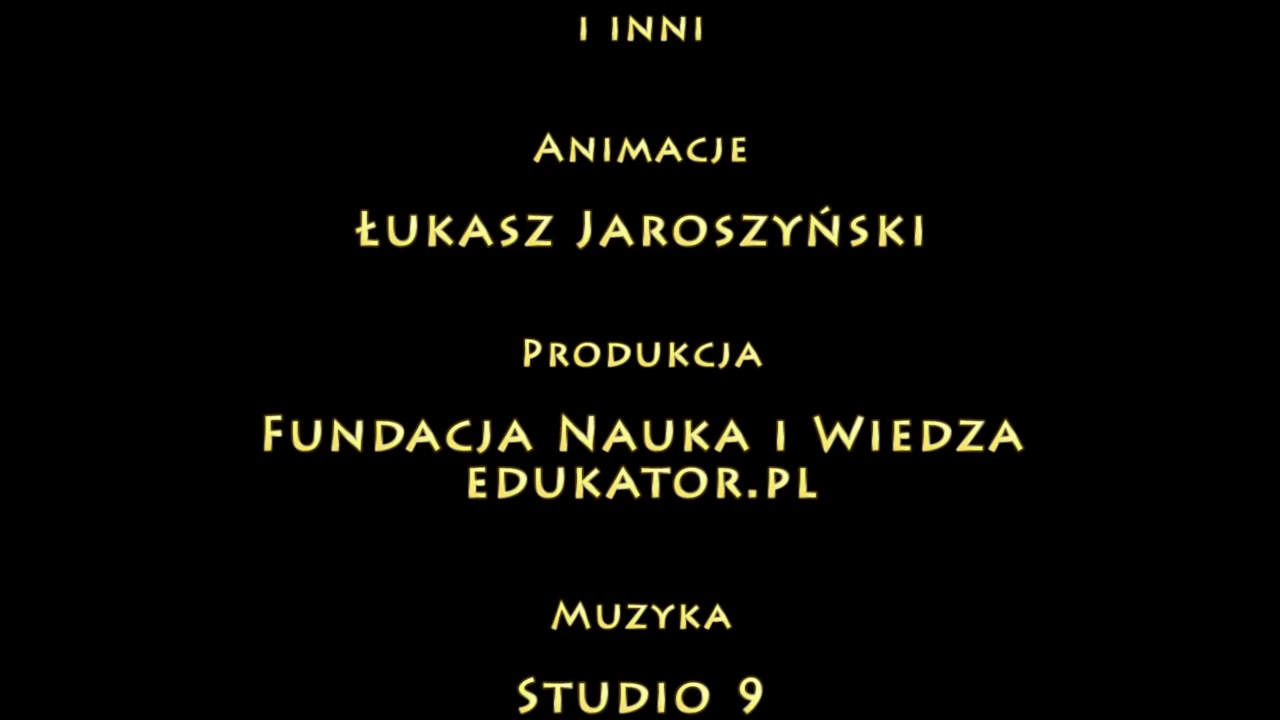 i inni
Animacje
Łukasz Jaroszyński
Produkcja
Fundacja Nauka i Wiedza
edukator.pl
Muzyka
Studio 9